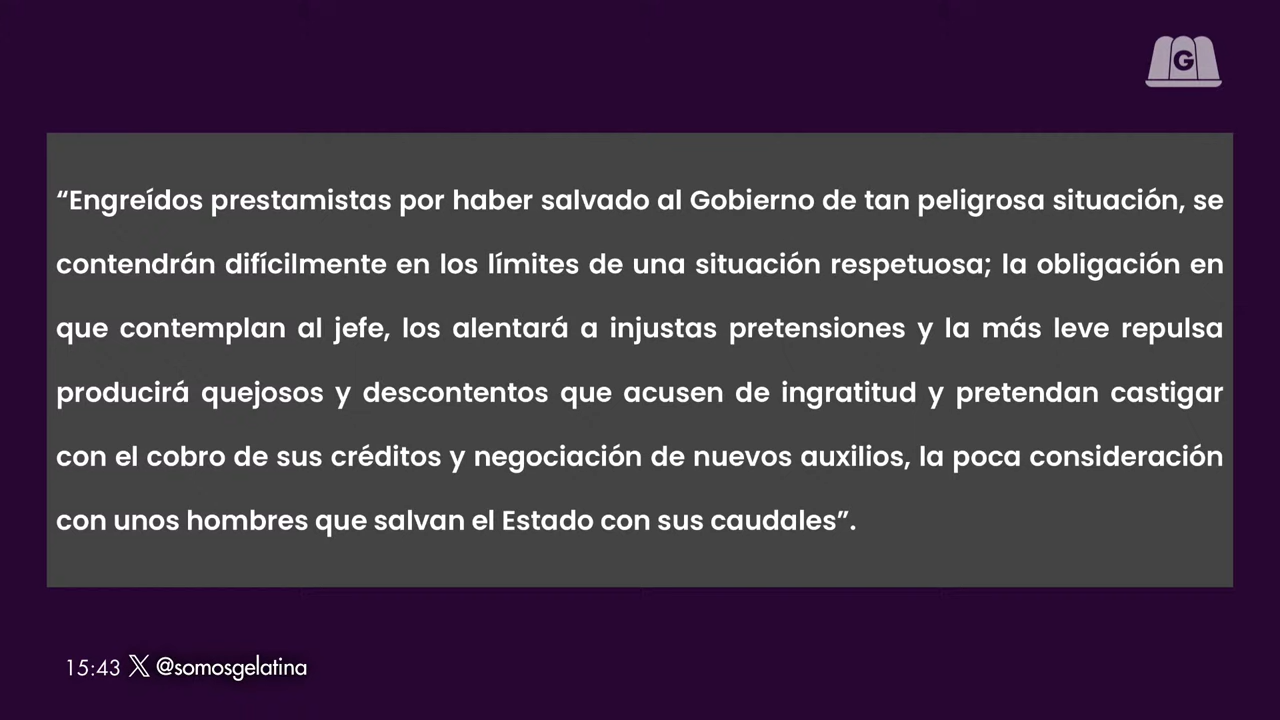 G
“Engreídos prestamistas por haber salvado al Gobierno de tan peligrosa situación, se
contendrán difícilmente en los límites de una situación respetuosa; la obligación en
que contemplan al jefe, los alentará a injustas pretensiones y la más leve repulsa
producirá quejosos y descontentos que acusen de ingratitud y pretendan castigar
con el cobro de sus créditos y negociación de nuevos auxilios, la poca consideración
con unos hombres que salvan el Estado con sus caudales”.
15:43 X @somosgelatina